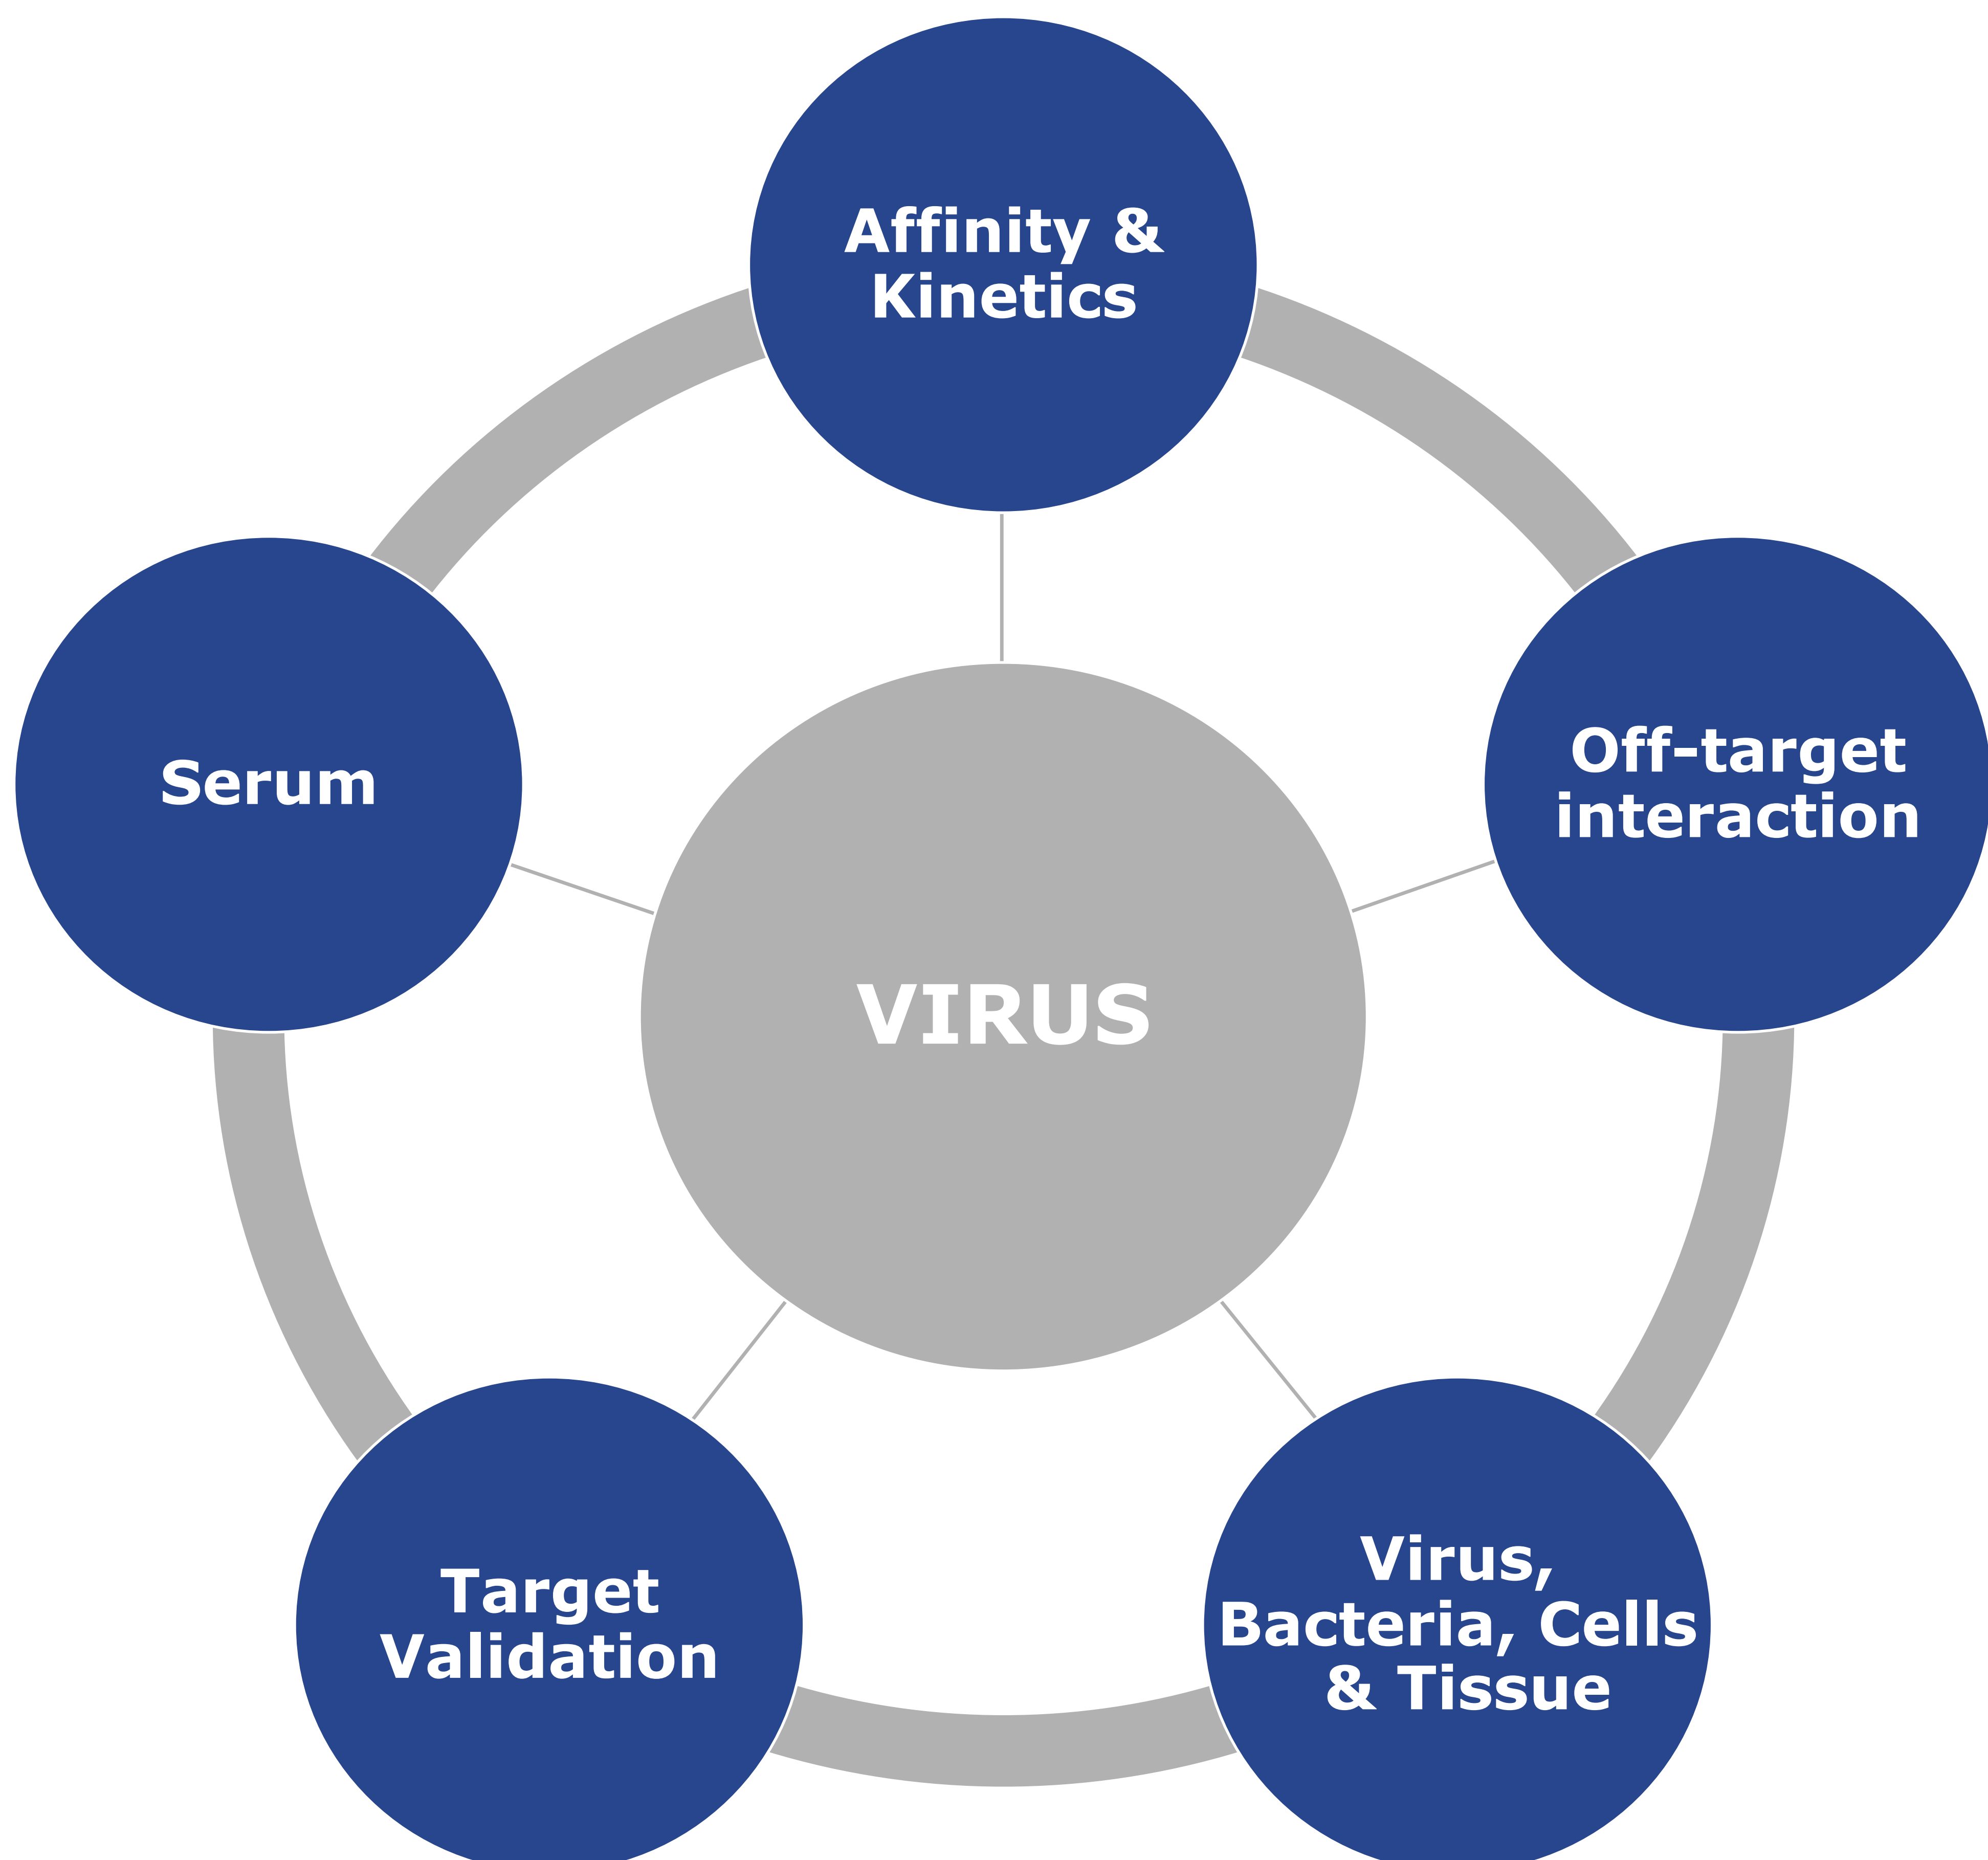 Affinity &
Kinetics
Off-target
interaction
Serum
VIRUS
Virus,
Bacteria, Cells
& Tissue
Target
Validation